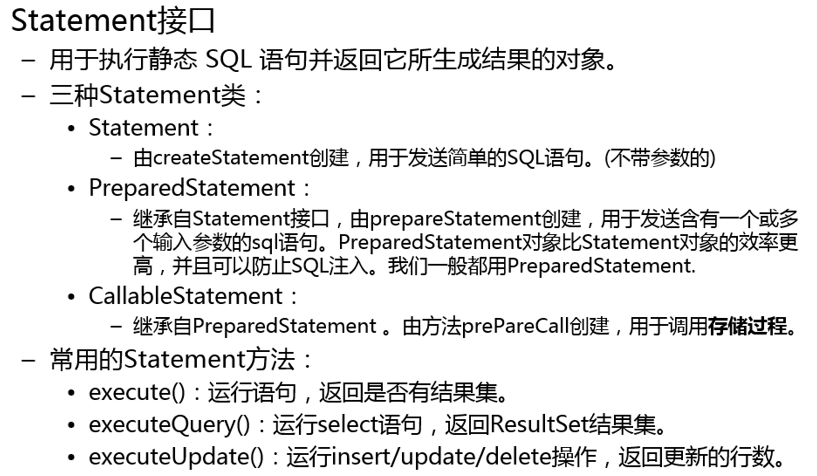 Statement接口
– 用于执行静态 SQL 语句并返回它所生成结果的对象。
– 三种Statement类：
• Statement：
– 由createStatement创建，用于发送简单的SQL语句。(不带参数的)
• PreparedStatement：
– 继承自Statement接口，由prepareStatement创建，用于发送含有一个或多
个输入参数的sql语句。PreparedStatement对象比Statement对象的效率更
高，并且可以防止SQL注入。我们一般都用PreparedStatement.
• CallableStatement：
– 继承自PreparedStatement 。由方法prePareCall创建，用于调用存储过程。
– 常用的Statement方法：
• execute()：运行语句，返回是否有结果集。
• executeQuery()：运行select语句，返回ResultSet结果集。
• executeUpdate()：运行insert/update/delete操作，返回更新的行数。